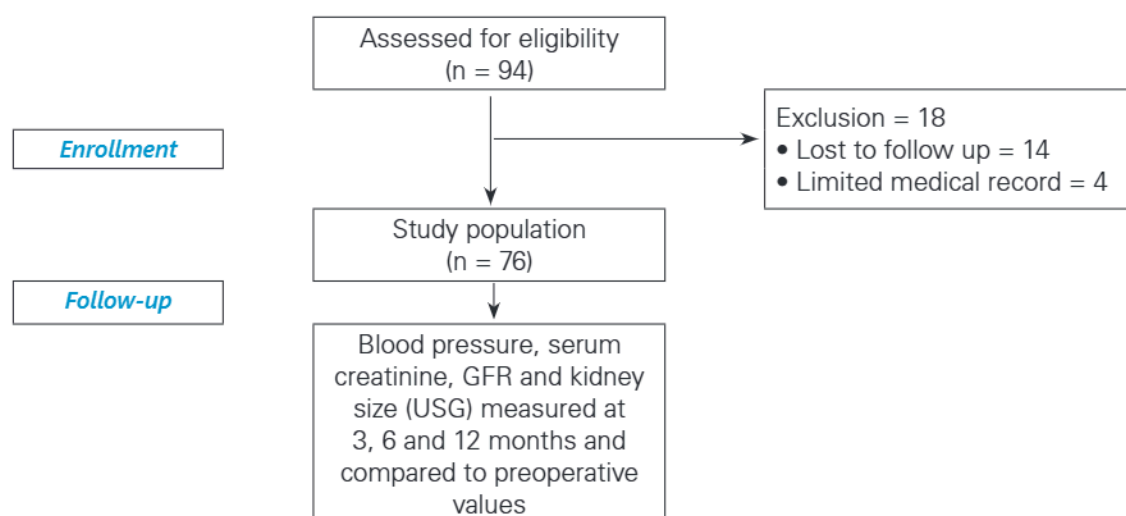 Assessed for eligibility
(n = 94)
Enrollment
Exclusion = 18
• Lost to follow up = 14
• Limited medical record = 4
Study population
(n = 76)
Follow-up
Blood pressure, serum
creatinine, GFR and kidney
size (USG) measured at
3, 6 and 12 months and
compared to preoperative
values